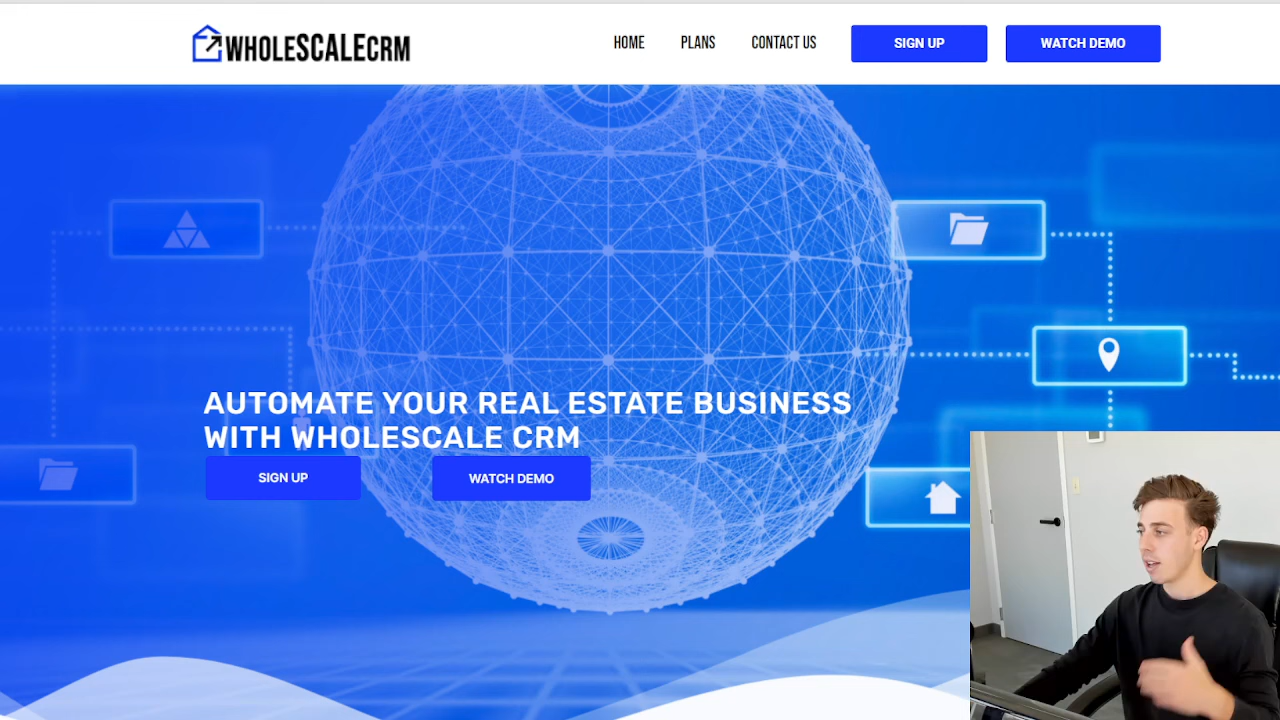 WHOLESCALECRM
HOME
PLANS
CONTACT US
SIGN UP
WATCH DEMO
AUTOMATE YOUR REAL ESTATE BUSINESS
WITH WHOLESCALE CRM
SIGN UP
WATCH DEMO